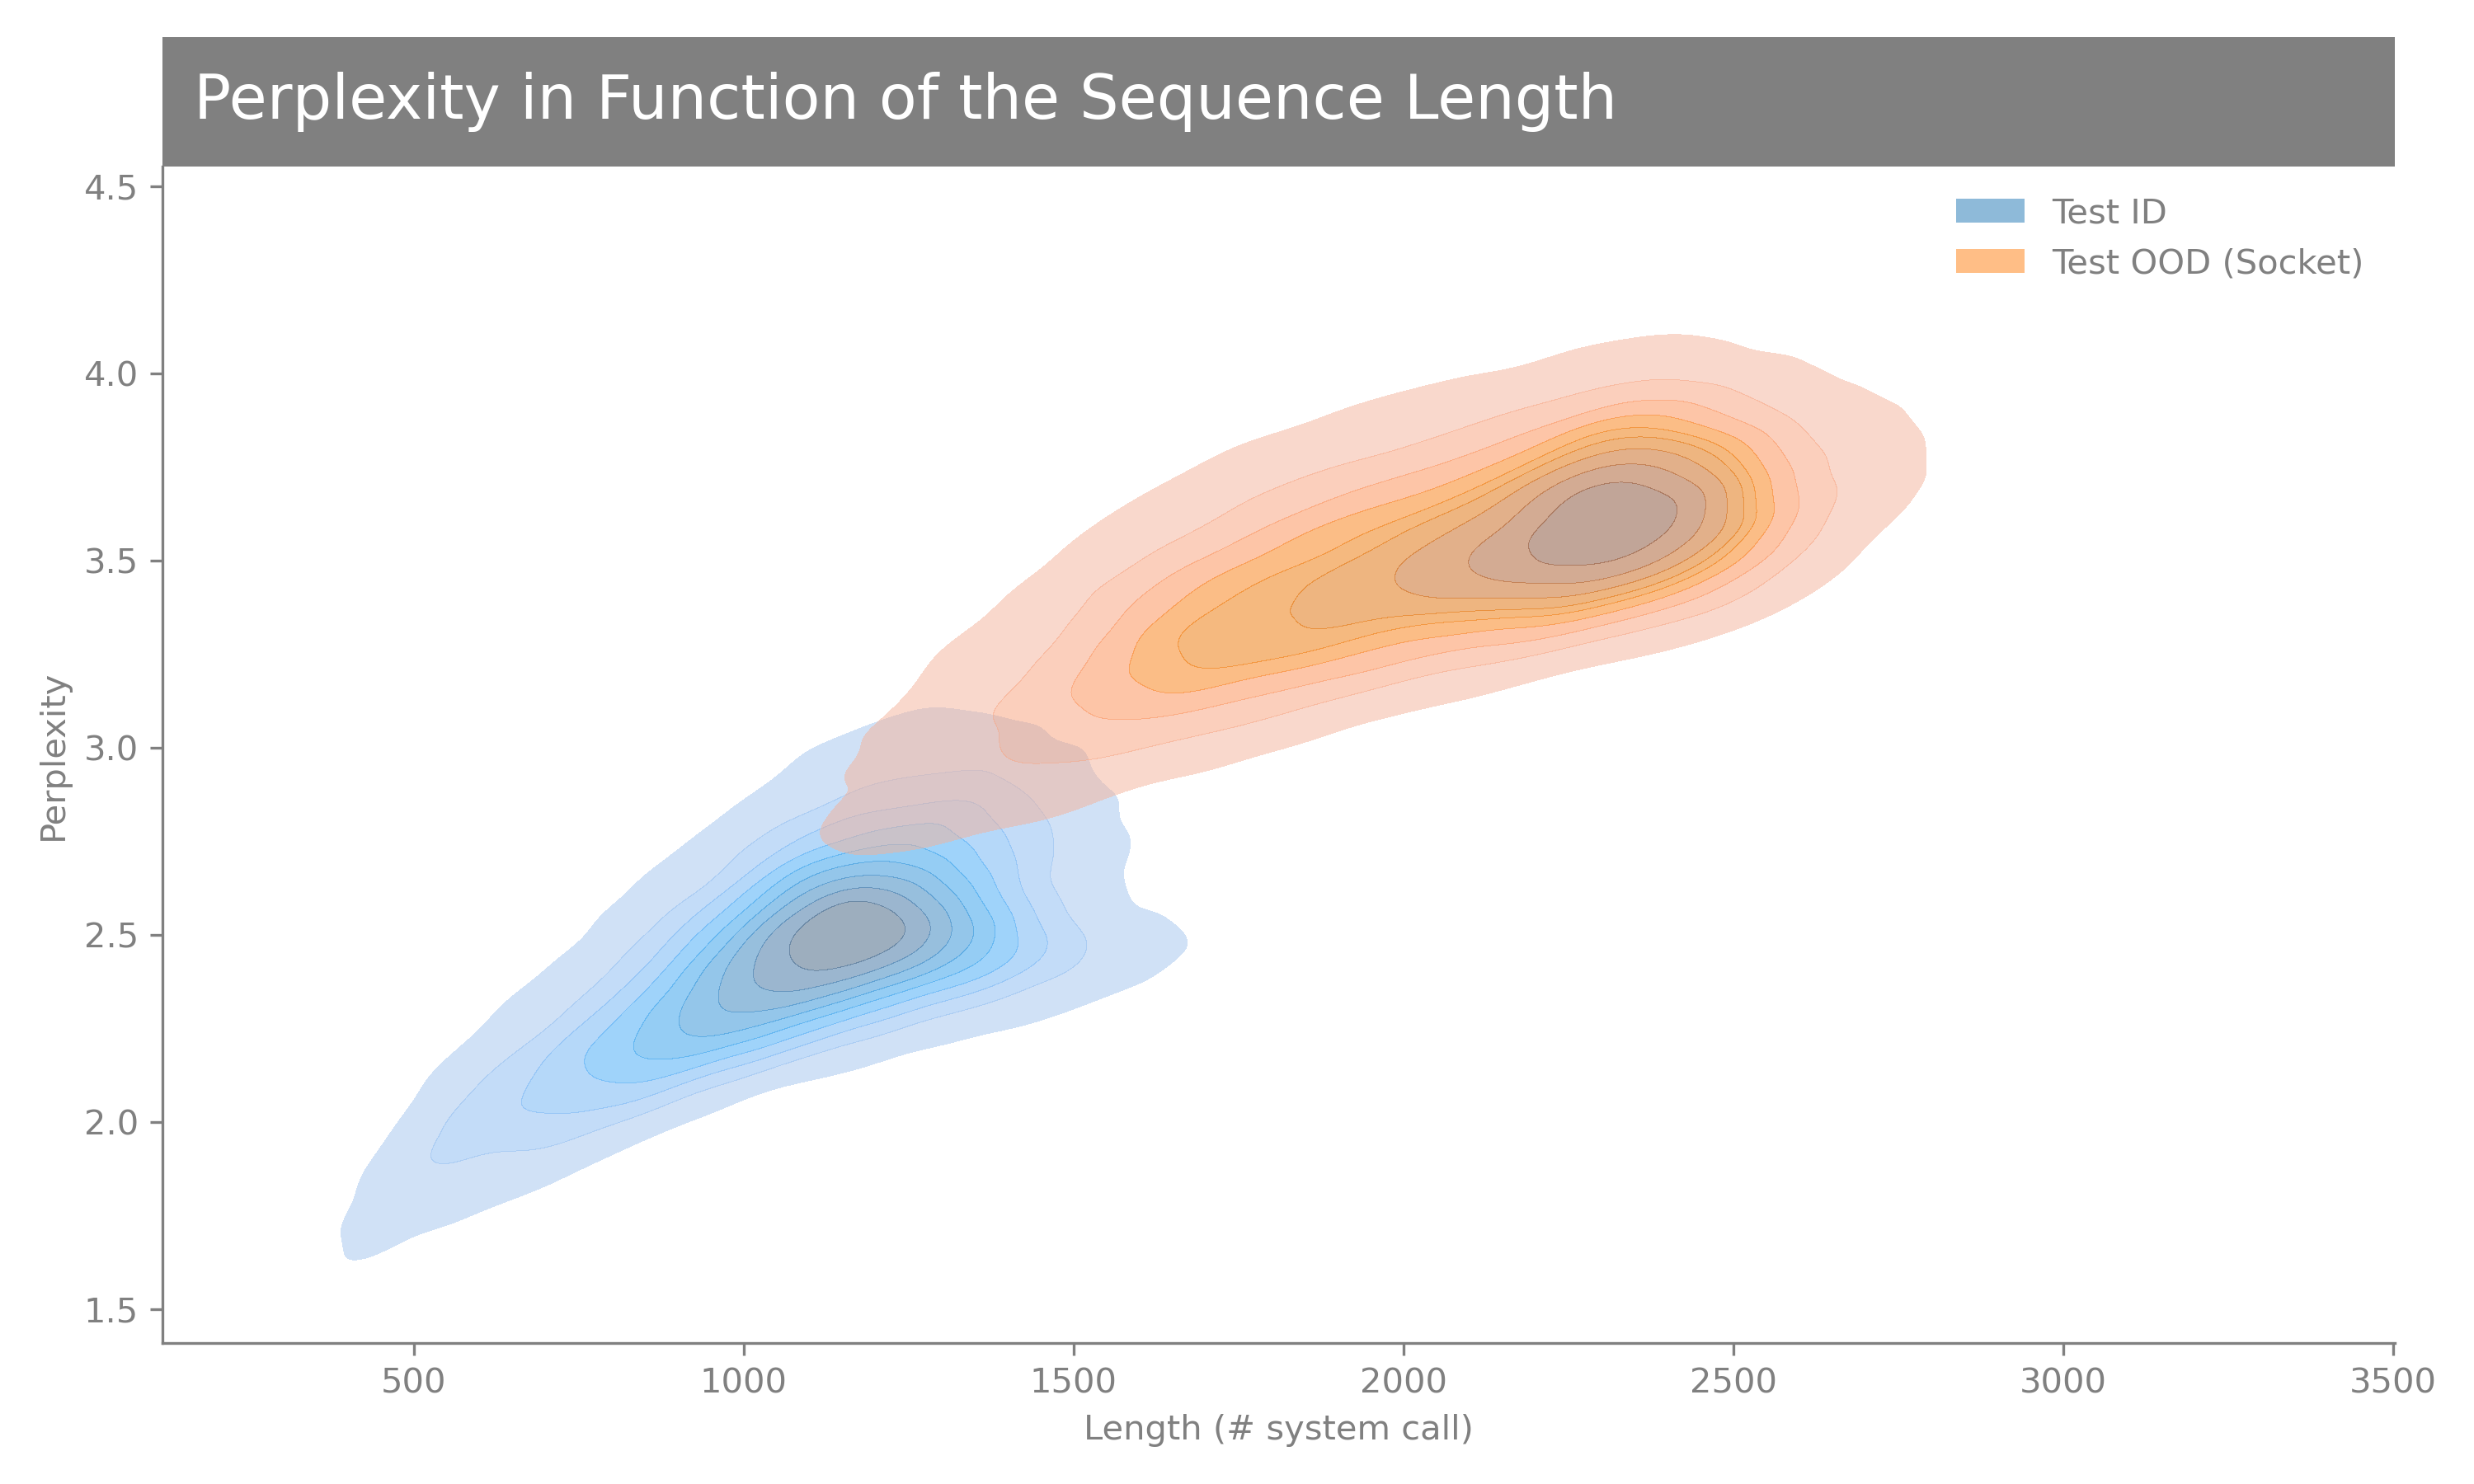 Perplexity in Function of the Sequence Length
Test ID
Test OOD (Socket)
Perplexity
4.5
4.0
3.5
3.0
2.5
2.0
1.5
500 1000 1500 2000 2500 3000 3500
Length (# system call)